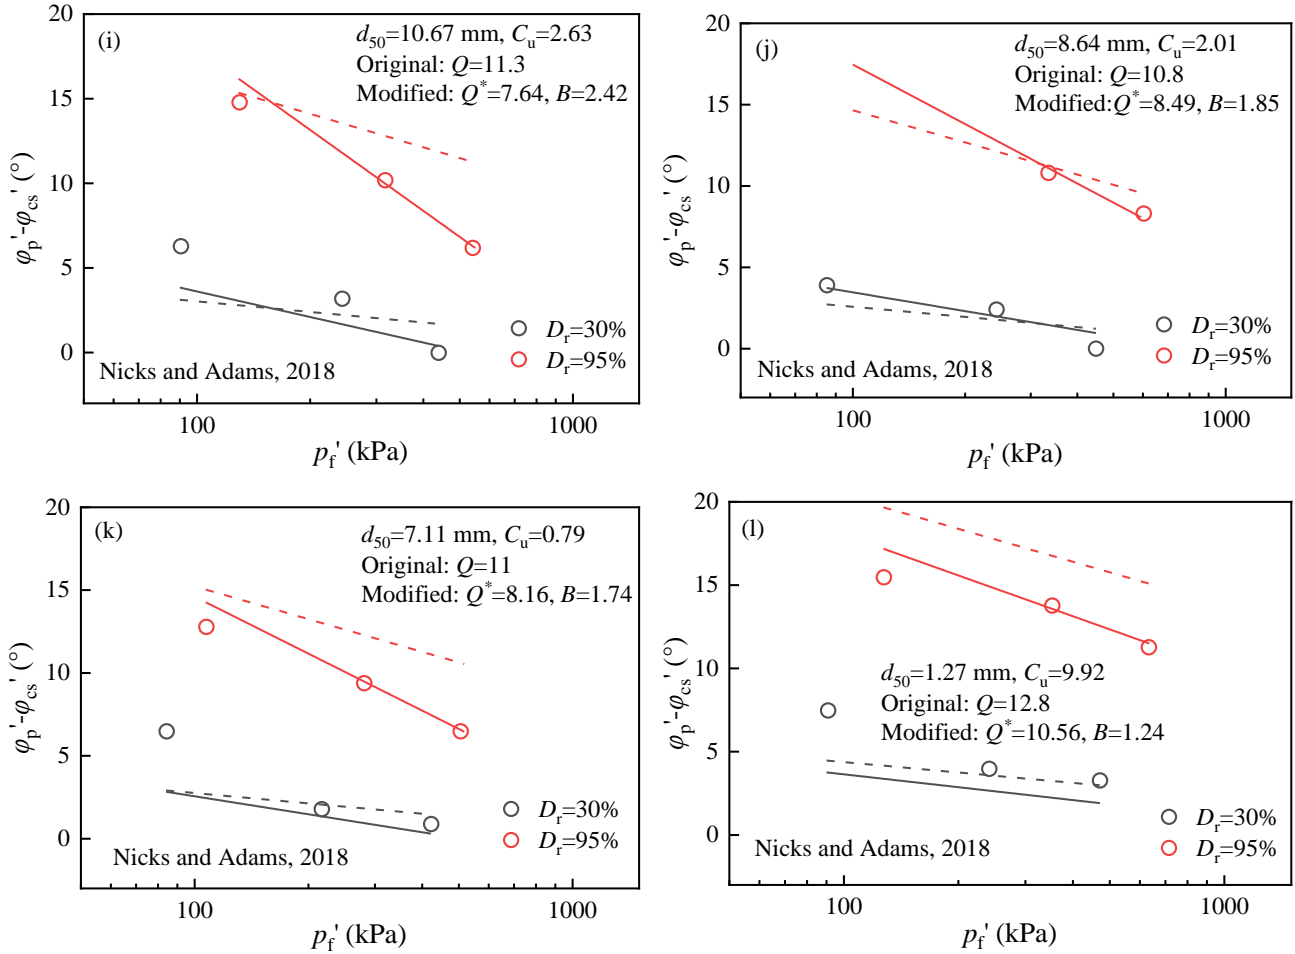 (i)
d50=10.67 mm, Cu=2.63
Original: Q=11.3
Modified: Q*=7.64, B=2.42
20
15
10
5
0
φp'-φcs' (°)
Dr=30%
Dr=95%
Nicks and Adams, 2018
100
1000
pf' (kPa)
(j)
d50=8.64 mm, Cu=2.01
Original: Q=10.8
Modified:Q*=8.49, B=1.85
20
15
10
5
0
φp'-φcs' (°)
Dr=30%
Dr=95%
Nicks and Adams, 2018
100
1000
pf' (kPa)
(k)
d50=7.11 mm, Cu=0.79
Original: Q=11
Modified: Q*=8.16, B=1.74
20
15
10
5
0
φp'-φcs' (°)
Dr=30%
Dr=95%
Nicks and Adams, 2018
100
1000
pf' (kPa)
(l)
20
15
10
5
0
φp'-φcs' (°)
d50=1.27 mm, Cu=9.92
Original: Q=12.8
Modified: Q*=10.56, B=1.24
Dr=30%
Dr=95%
Nicks and Adams, 2018
100
1000
pf' (kPa)